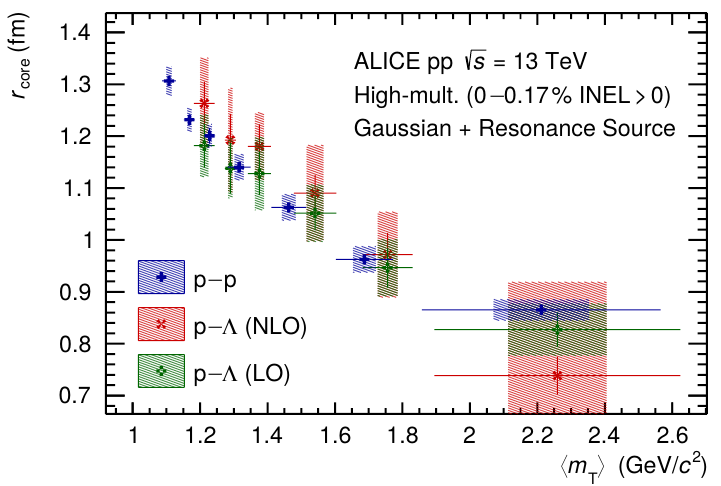 r_core (fm)
1.4
1.3
1.2
1.1
1
0.9
0.8
0.7
ALICE pp √s = 13 TeV
High-mult. (0−0.17% INEL > 0)
Gaussian + Resonance Source
p−p
p−Λ (NLO)
p−Λ (LO)
1 1.2 1.4 1.6 1.8 2 2.2 2.4 2.6
⟨m_T⟩ (GeV/c²)